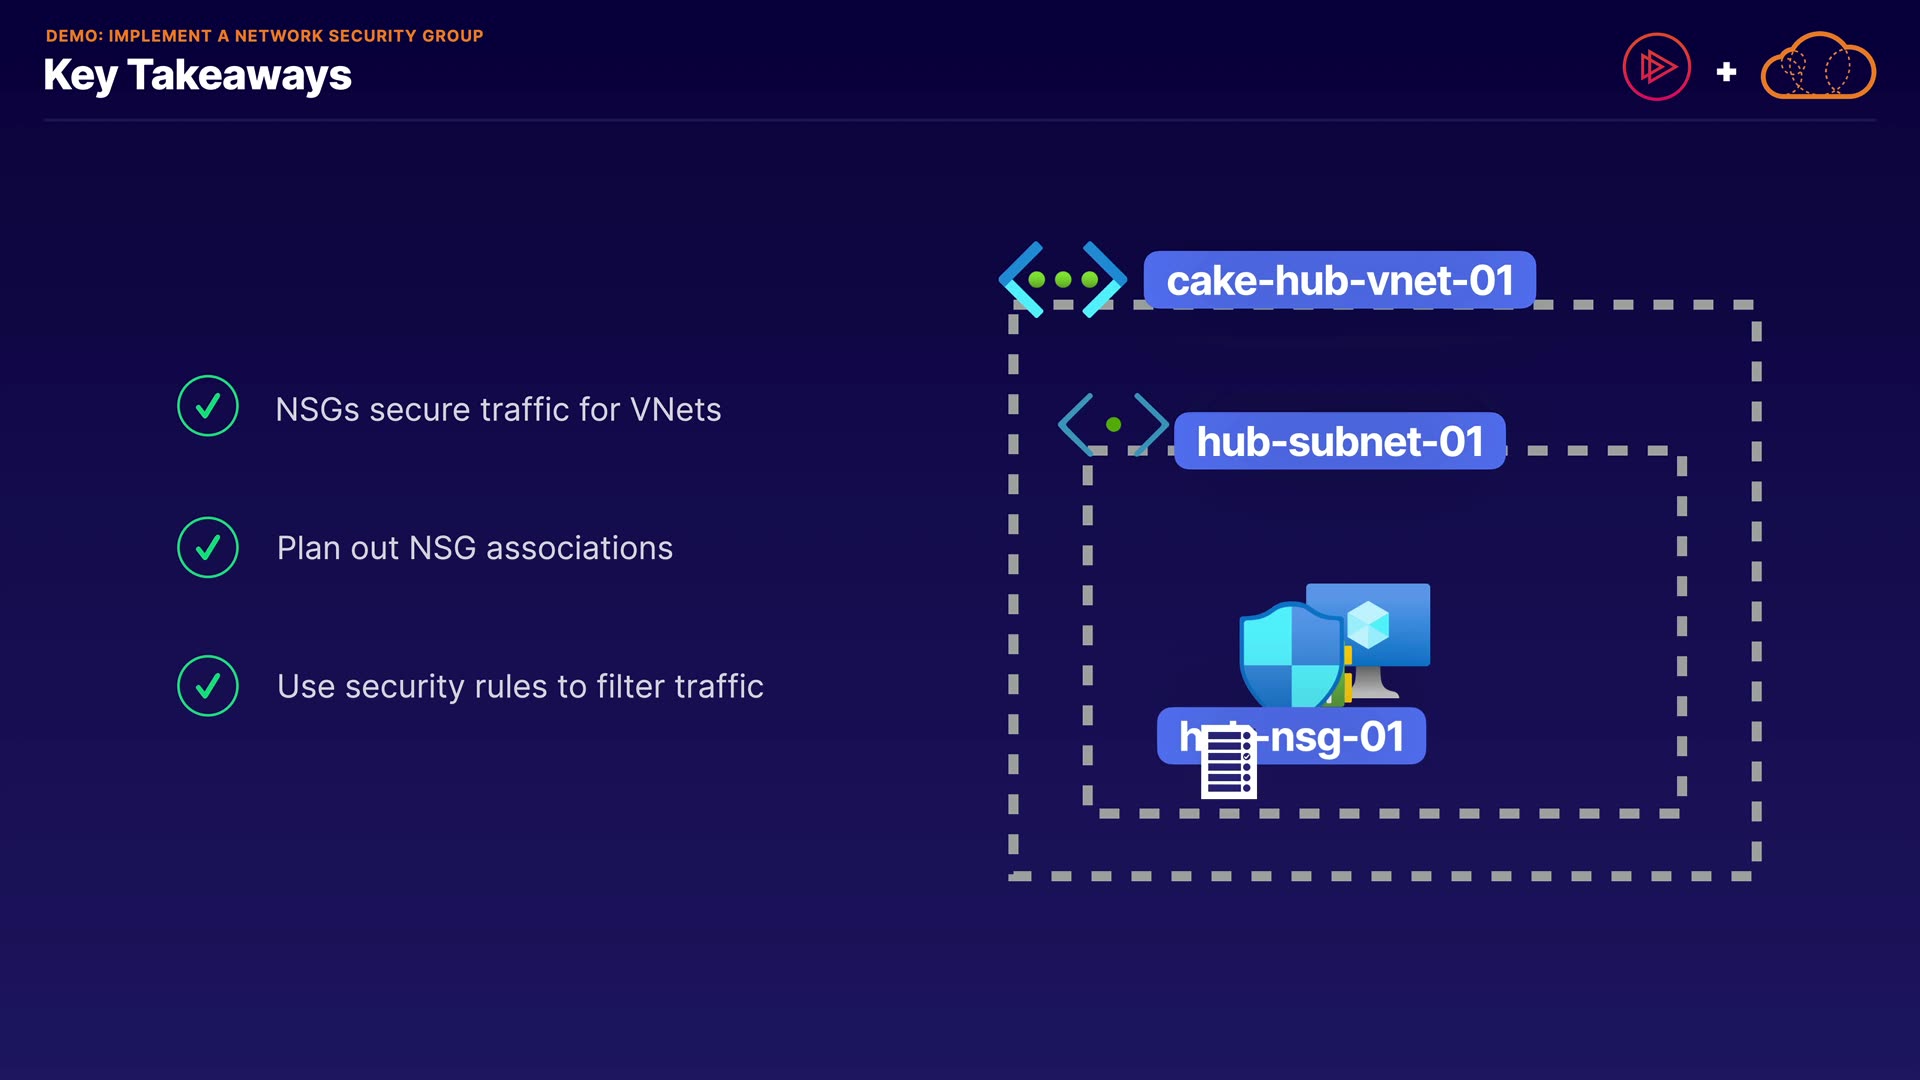 DEMO: IMPLEMENT A NETWORK SECURITY GROUP
Key Takeaways
NSGs secure traffic for VNets
Plan out NSG associations
Use security rules to filter traffic
cake-hub-vnet-01
hub-subnet-01
hub-nsg-01